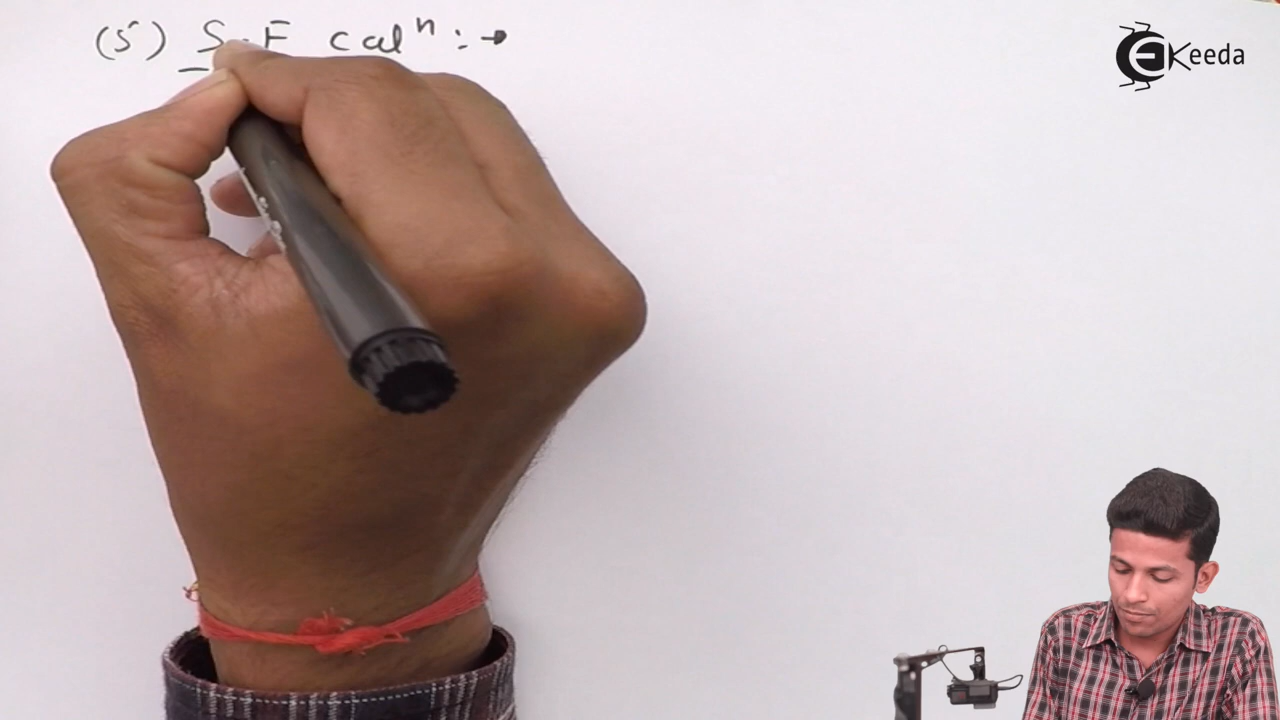 (5) S.F calⁿ :→
EKeeda